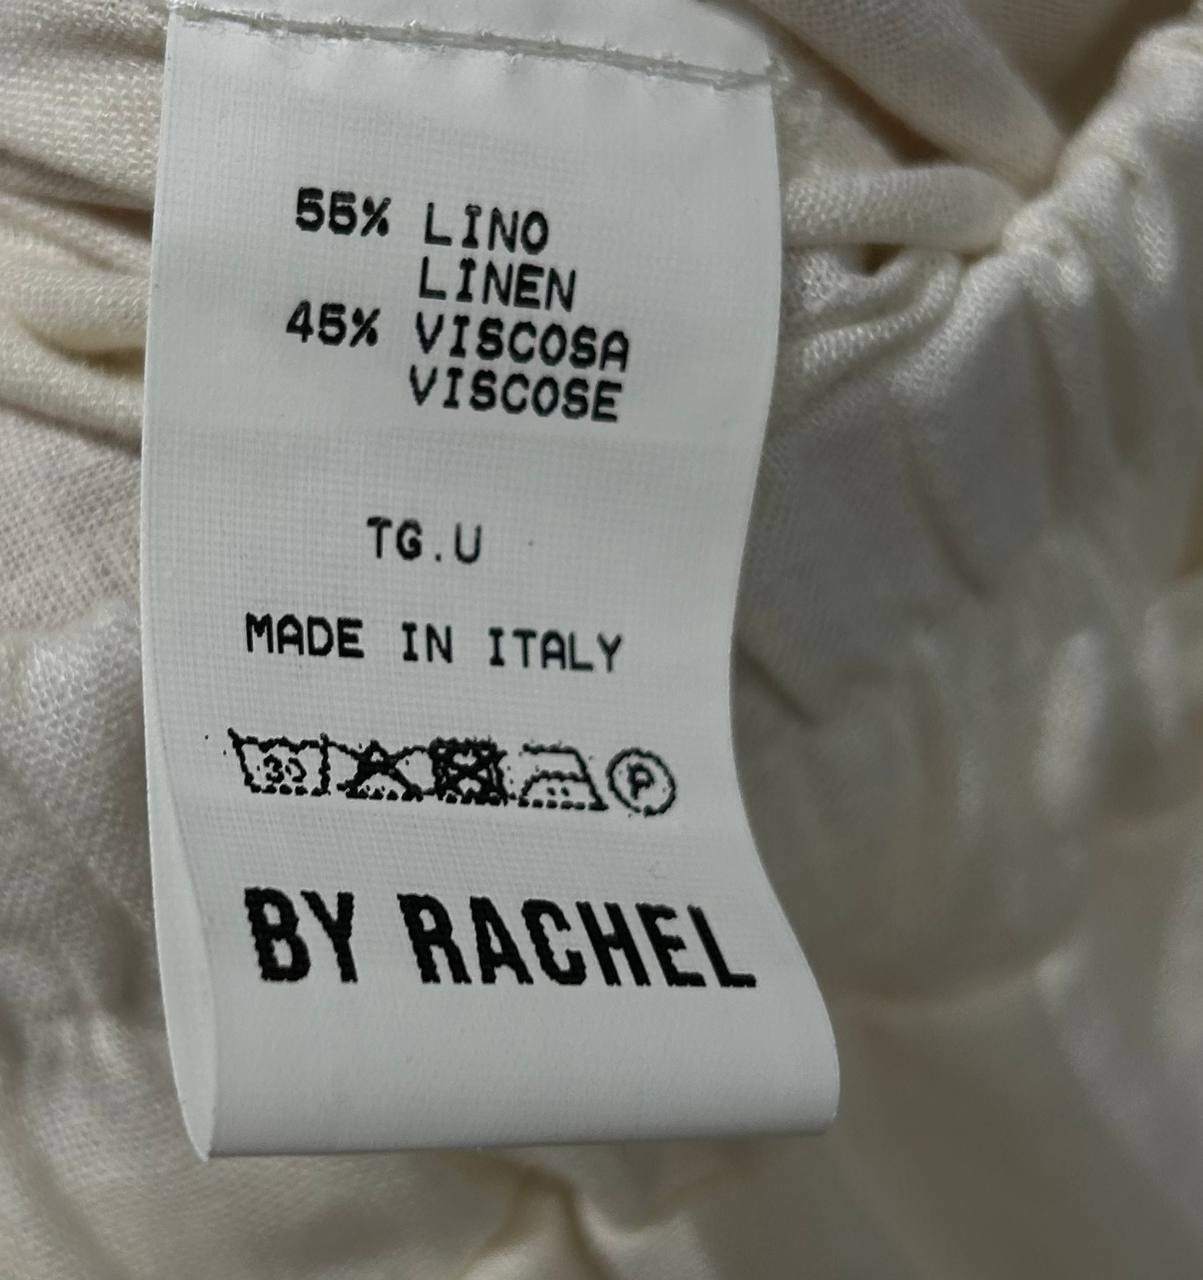 55% LINO
LINEN
45% VISCOSA
VISCOSE
TG.U
MADE IN ITALY
30 P
BY RACHEL